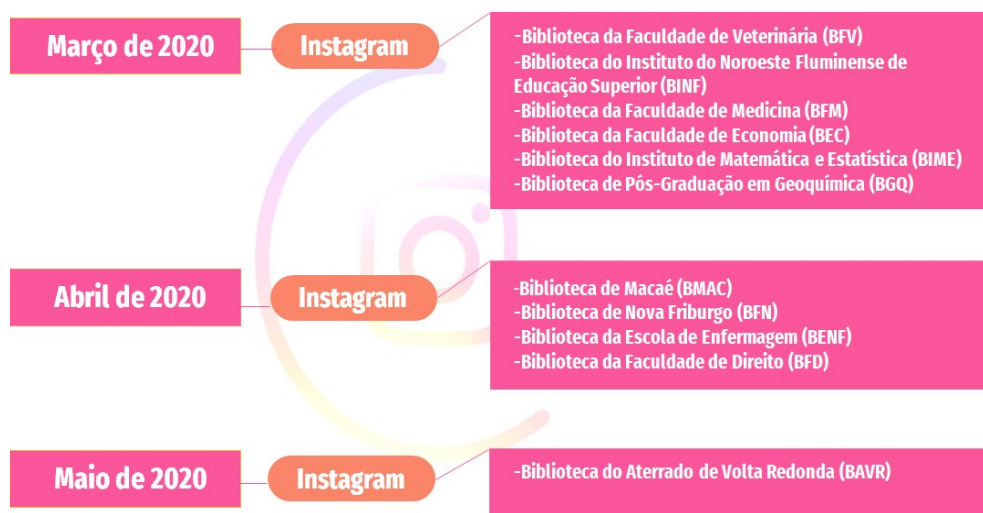 Março de 2020
Instagram
-Biblioteca da Faculdade de Veterinária (BFV)
-Biblioteca do Instituto do Noroeste Fluminense de
Educação Superior (BINF)
-Biblioteca da Faculdade de Medicina (BFM)
-Biblioteca da Faculdade de Economia (BEC)
-Biblioteca do Instituto de Matemática e Estatística (BIME)
-Biblioteca de Pós-Graduação em Geoquímica (BGQ)
Abril de 2020
Instagram
-Biblioteca de Macaé (BMAC)
-Biblioteca de Nova Friburgo (BFN)
-Biblioteca da Escola de Enfermagem (BENF)
-Biblioteca da Faculdade de Direito (BFD)
Maio de 2020
Instagram
-Biblioteca do Aterrado de Volta Redonda (BAVR)